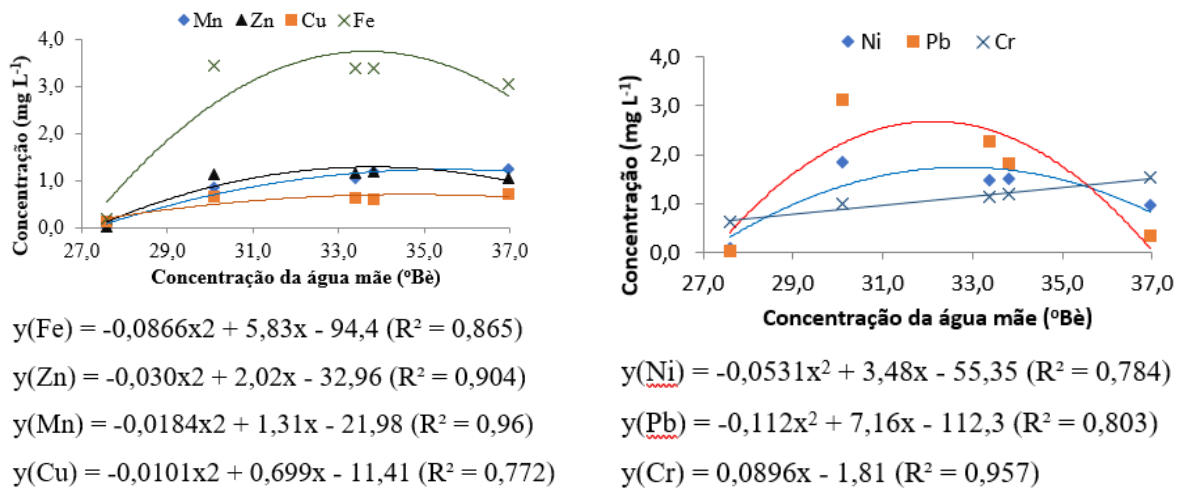 Mn Zn Cu Fe
Concentração (mg L⁻¹)
4,0
3,0
2,0
1,0
0,0
27,0 29,0 31,0 33,0 35,0 37,0
Concentração da água mãe (ºBè)
y(Fe) = -0,0866x2 + 5,83x - 94,4 (R² = 0,865)
y(Zn) = -0,030x2 + 2,02x - 32,96 (R² = 0,904)
y(Mn) = -0,0184x2 + 1,31x - 21,98 (R² = 0,96)
y(Cu) = -0,0101x2 + 0,699x - 11,41 (R² = 0,772)
Ni Pb Cr
Concentração (mg L⁻¹)
4,0
3,0
2,0
1,0
0,0
27,0 29,0 31,0 33,0 35,0 37,0
Concentração da água mãe (ºBè)
y(Ni) = -0,0531x² + 3,48x - 55,35 (R² = 0,784)
y(Pb) = -0,112x² + 7,16x - 112,3 (R² = 0,803)
y(Cr) = 0,0896x - 1,81 (R² = 0,957)